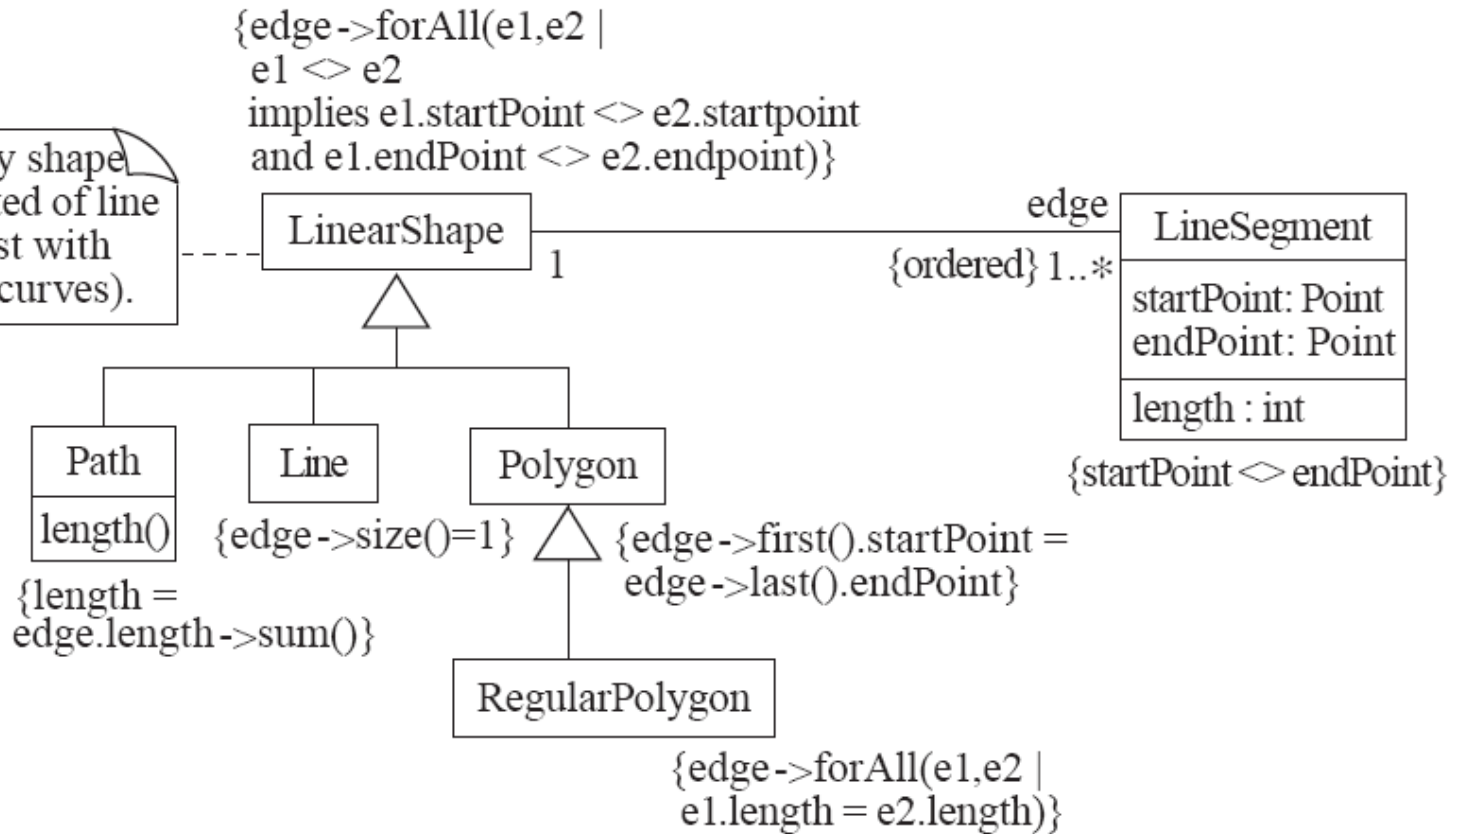 {edge->forAll(e1,e2 |
e1 <> e2
implies e1.startPoint <> e2.startpoint
and e1.endPoint <> e2.endpoint)}
y shape
ted of line
st with
curves).
LinearShape
1
edge
{ordered} 1..*
LineSegment
startPoint: Point
endPoint: Point
length : int
{startPoint <> endPoint}
Path
length()
{length =
edge.length->sum()}
Line
{edge->size()=1}
Polygon
{edge->first().startPoint =
edge->last().endPoint}
RegularPolygon
{edge->forAll(e1,e2 |
e1.length = e2.length)}